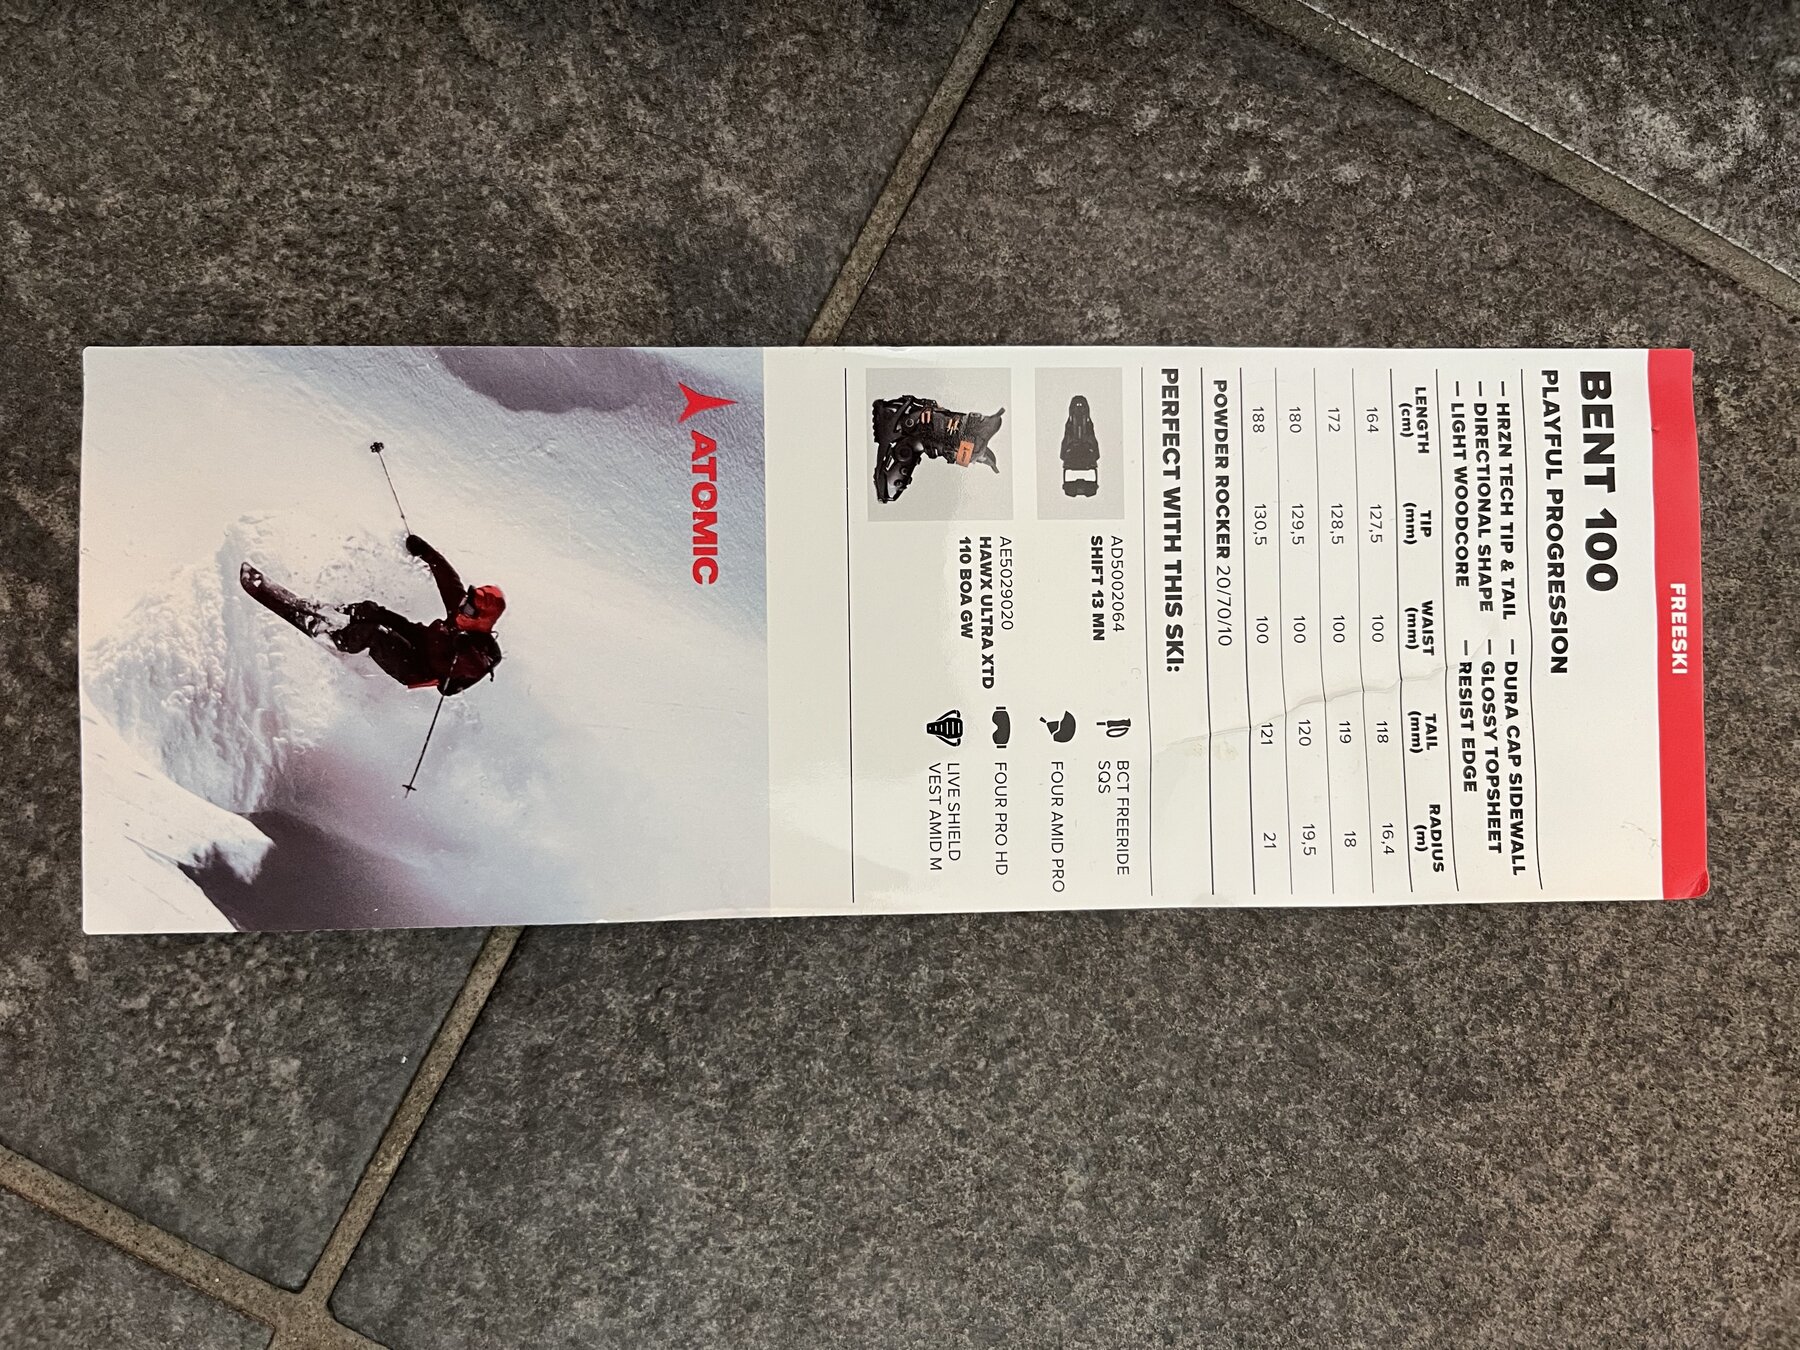 FREESKI
BENT 100
PLAYFUL PROGRESSION
– HRZN TECH TIP & TAIL – DURA CAP SIDEWALL
– DIRECTIONAL SHAPE – GLOSSY TOPSHEET
– LIGHT WOODCORE – RESIST EDGE
LENGTH TIP WAIST TAIL RADIUS
(cm) (mm) (mm) (mm) (m)
164 127,5 100 118 16,4
172 128,5 100 119 18
180 129,5 100 120 19,5
188 130,5 100 121 21
POWDER ROCKER 20/70/10
PERFECT WITH THIS SKI:
AD5002064
SHIFT 13 MN
BCT FREERIDE
SQS
FOUR AMID PRO
AE5029020
HAWX ULTRA XTD
110 BOA GW
FOUR PRO HD
LIVE SHIELD
VEST AMID M
ATOMIC